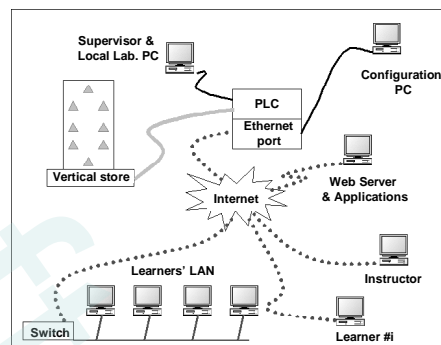 Supervisor &
Local Lab. PC
Configuration
PC
PLC
Ethernet
port
Vertical store
Internet
Web Server
& Applications
Learners' LAN
Instructor
Switch
Learner #i